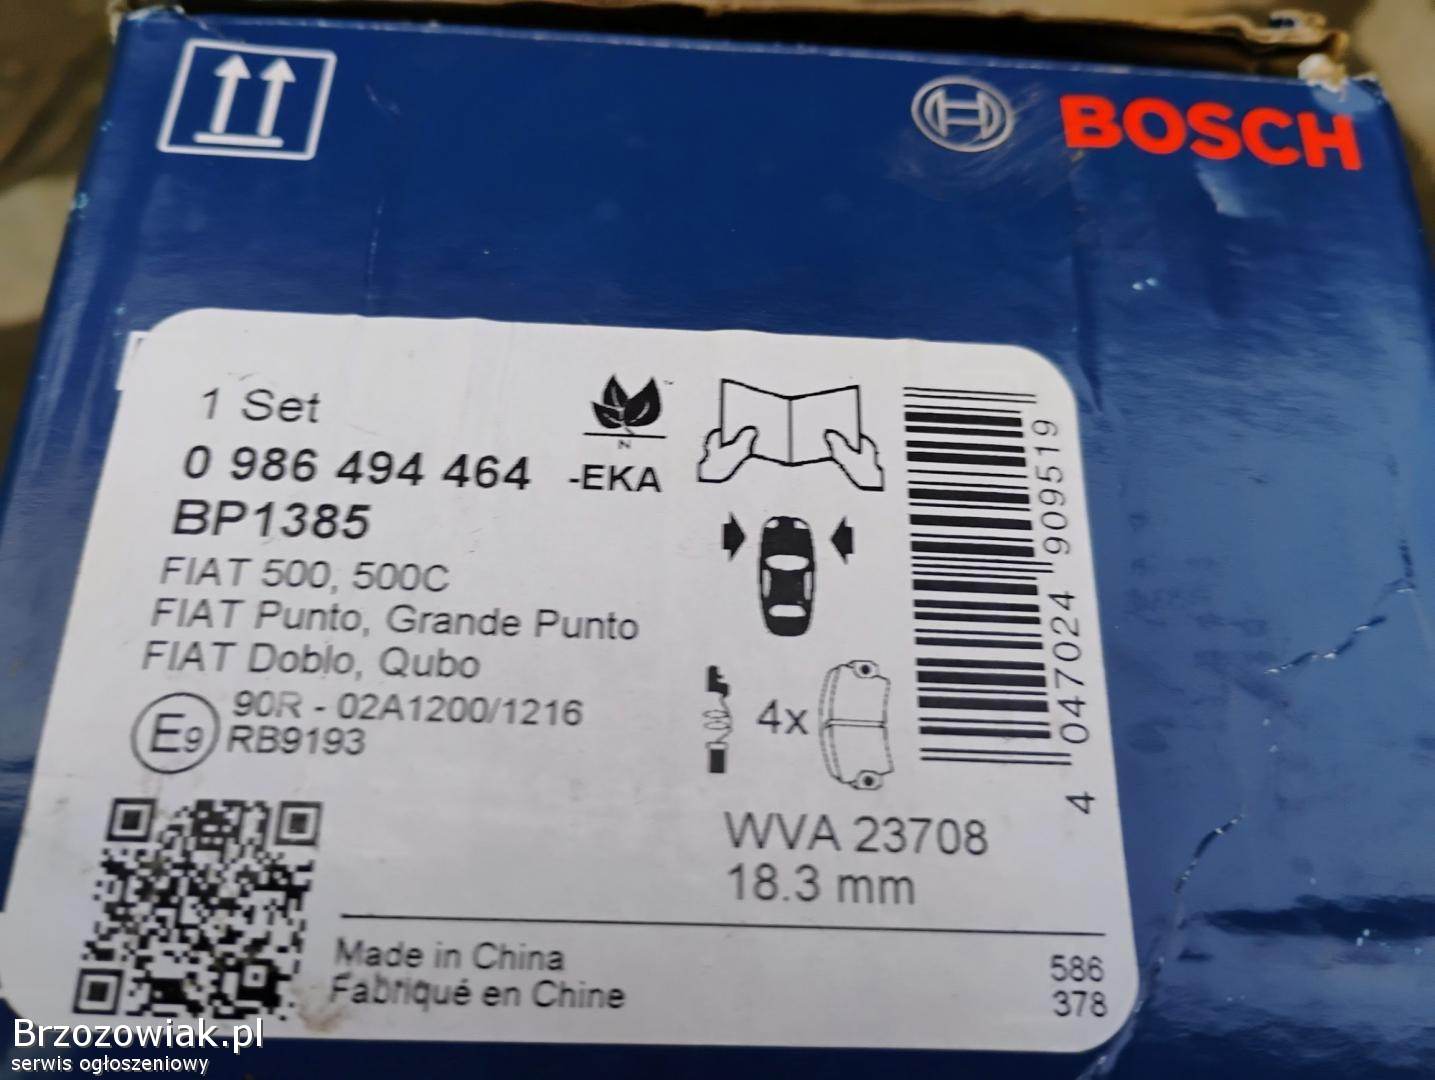 BOSCH
1 Set
0 986 494 464 -EKA
BP1385
FIAT 500, 500C
FIAT Punto, Grande Punto
FIAT Doblo, Qubo
E9 90R - 02A1200/1216
RB9193
N
4x
WVA 23708
18.3 mm
4 047024 909519
Made in China
Fabriqué en Chine
586
378
Brzozowiak.pl
serwis ogłoszeniowy